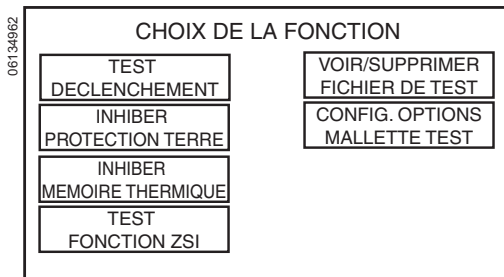 06134962
CHOIX DE LA FONCTION
TEST
DECLENCHEMENT
INHIBER
PROTECTION TERRE
INHIBER
MEMOIRE THERMIQUE
TEST
FONCTION ZSI
VOIR/SUPPRIMER
FICHIER DE TEST
CONFIG. OPTIONS
MALLETTE TEST